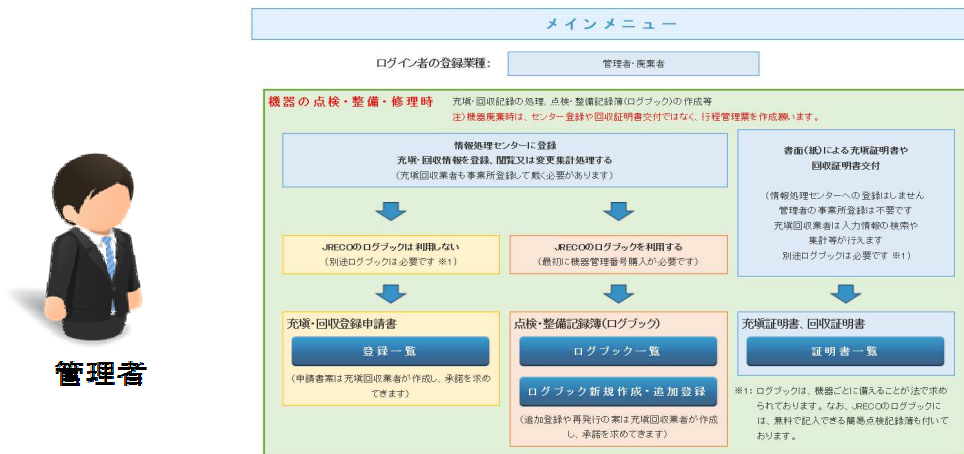 メインメニュー
ログイン者の登録業種:
管理者・廃棄者
機器の点検・整備・修理時
充填・回収記録の処理、点検・整備記録簿(ログブック)の作成等
注)機器廃棄時は、センター登録や回収証明書交付ではなく、行程管理票を作成願います。
情報処理センターに登録
充填・回収情報を登録、閲覧又は変更集計処理する
(充填回収業者も事業所登録して戴く必要があります)
書面(紙)による充填証明書や
回収証明書交付
(情報処理センターへの登録はしません
管理者の事業所登録は不要です
充填回収業者は入力情報の検索や
集計等が行えます
別途ログブックは必要です ※1)
JRECOのログブックは利用しない
(別途ログブックは必要です ※1)
JRECOのログブックを利用する
(最初に機器管理番号購入が必要です)
充填・回収登録申請書
登録一覧
(申請書案は充填回収業者が作成し、承諾を求め
てきます)
点検・整備記録簿(ログブック)
ログブック一覧
ログブック新規作成・追加登録
(追加登録や再発行の案は充填回収業者が作成
し、承諾を求めてきます)
充填証明書、回収証明書
証明書一覧
※1: ログブックは、機器ごとに備えることが法で求め
られております。なお、JRECOのログブックに
は、無料で記入できる簡易点検記録簿も付いて
おります。
管理者